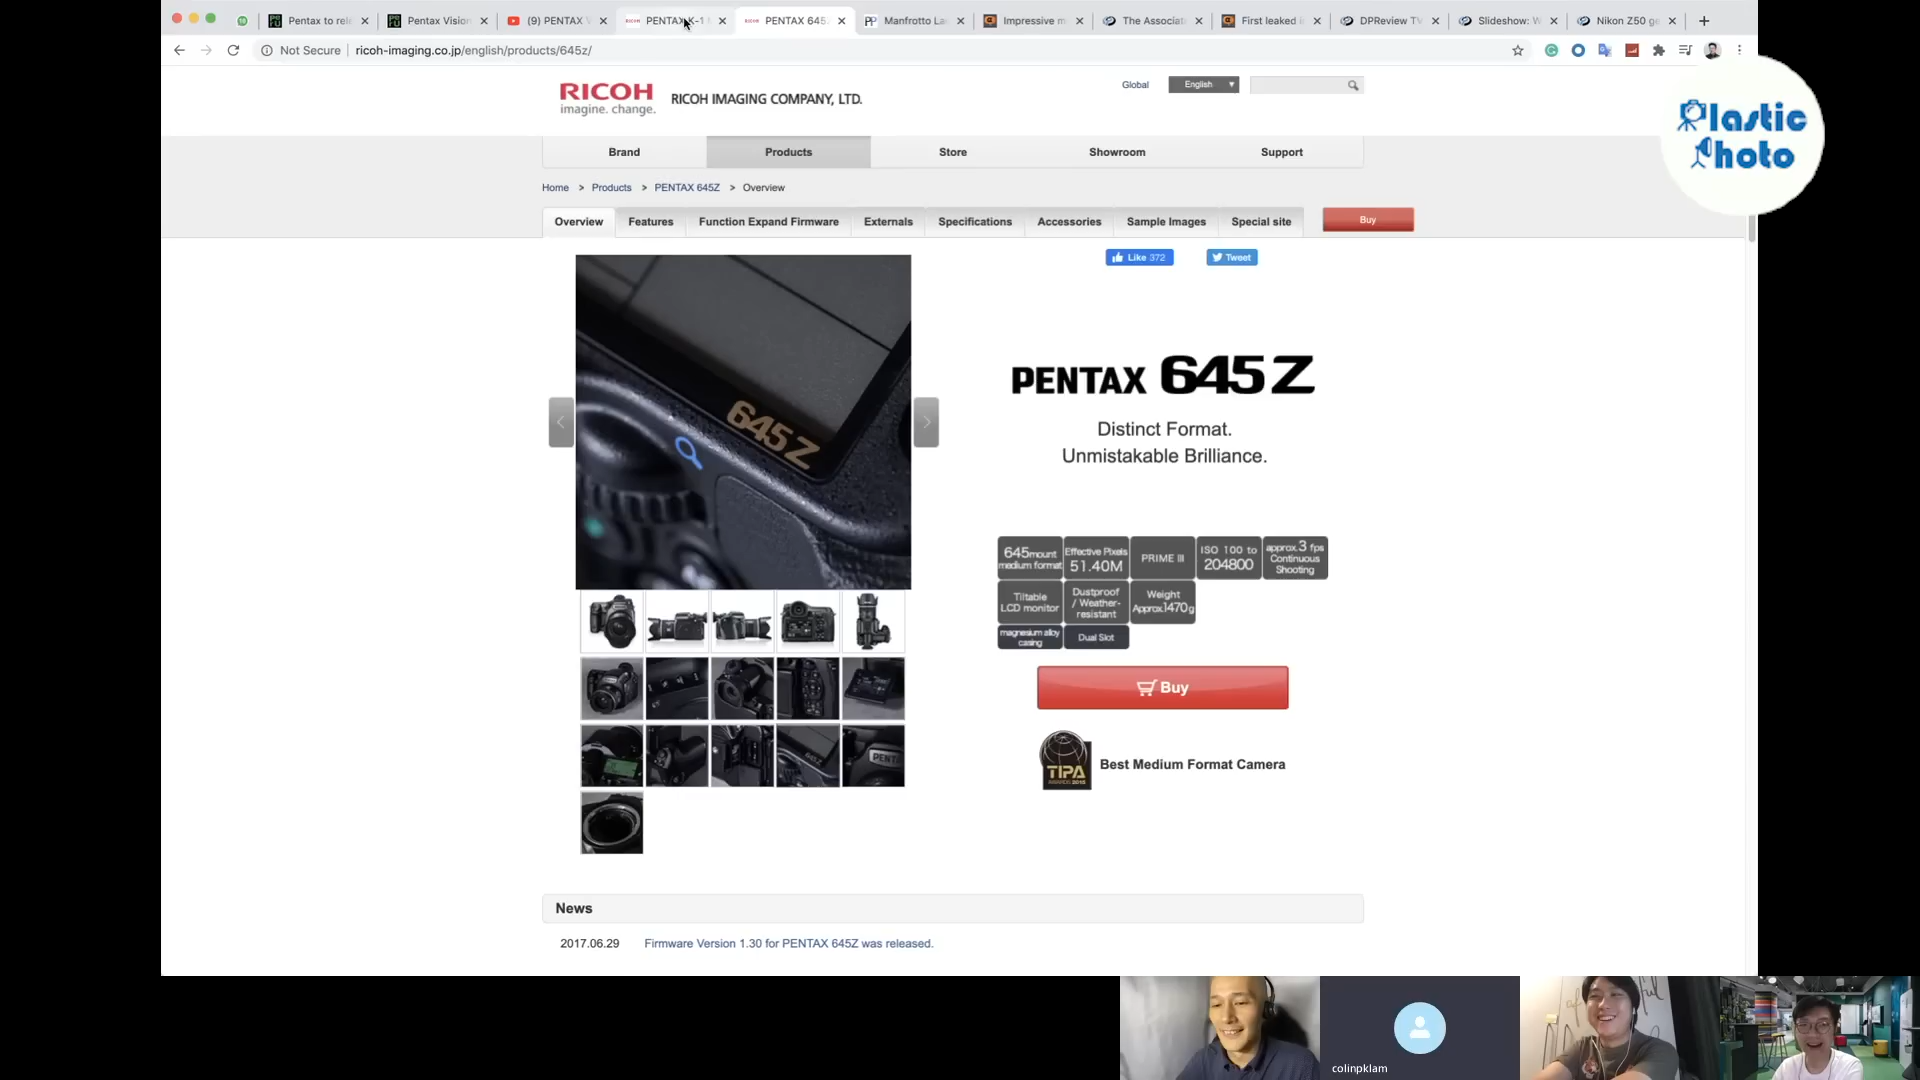 Pentax to rel
Pentax Vision
(9) PENTAX
PENTAX K-1
PENTAX 645
Manfrotto La
Impressive m
The Associat
First leaked
DPReview TV
Slideshow: W
Nikon Z50 g
Not Secure
ricoh-imaging.co.jp/english/products/645z/
RICOH
imagine. change.
RICOH IMAGING COMPANY, LTD.
Global
English
Plastic
Photo
Brand
Products
Store
Showroom
Support
Home > Products > PENTAX 645Z > Overview
Overview
Features
Function Expand Firmware
Externals
Specifications
Accessories
Sample Images
Special site
Buy
Like 372
Tweet
645Z
PENTAX 645Z
Distinct Format.
Unmistakable Brilliance.
645mount
medium format
Effective Pixels
51.40M
PRIME III
ISO 100 to
204800
approx.3 fps
Continuous
Shooting
Tiltable
LCD monitor
Dustproof
/ Weather-
resistant
Weight
Approx.1470g
magnesium alloy
casing
Dual Slot
Buy
TIPA
Best Medium Format Camera
News
2017.06.29 Firmware Version 1.30 for PENTAX 645Z was released.
colinpklam